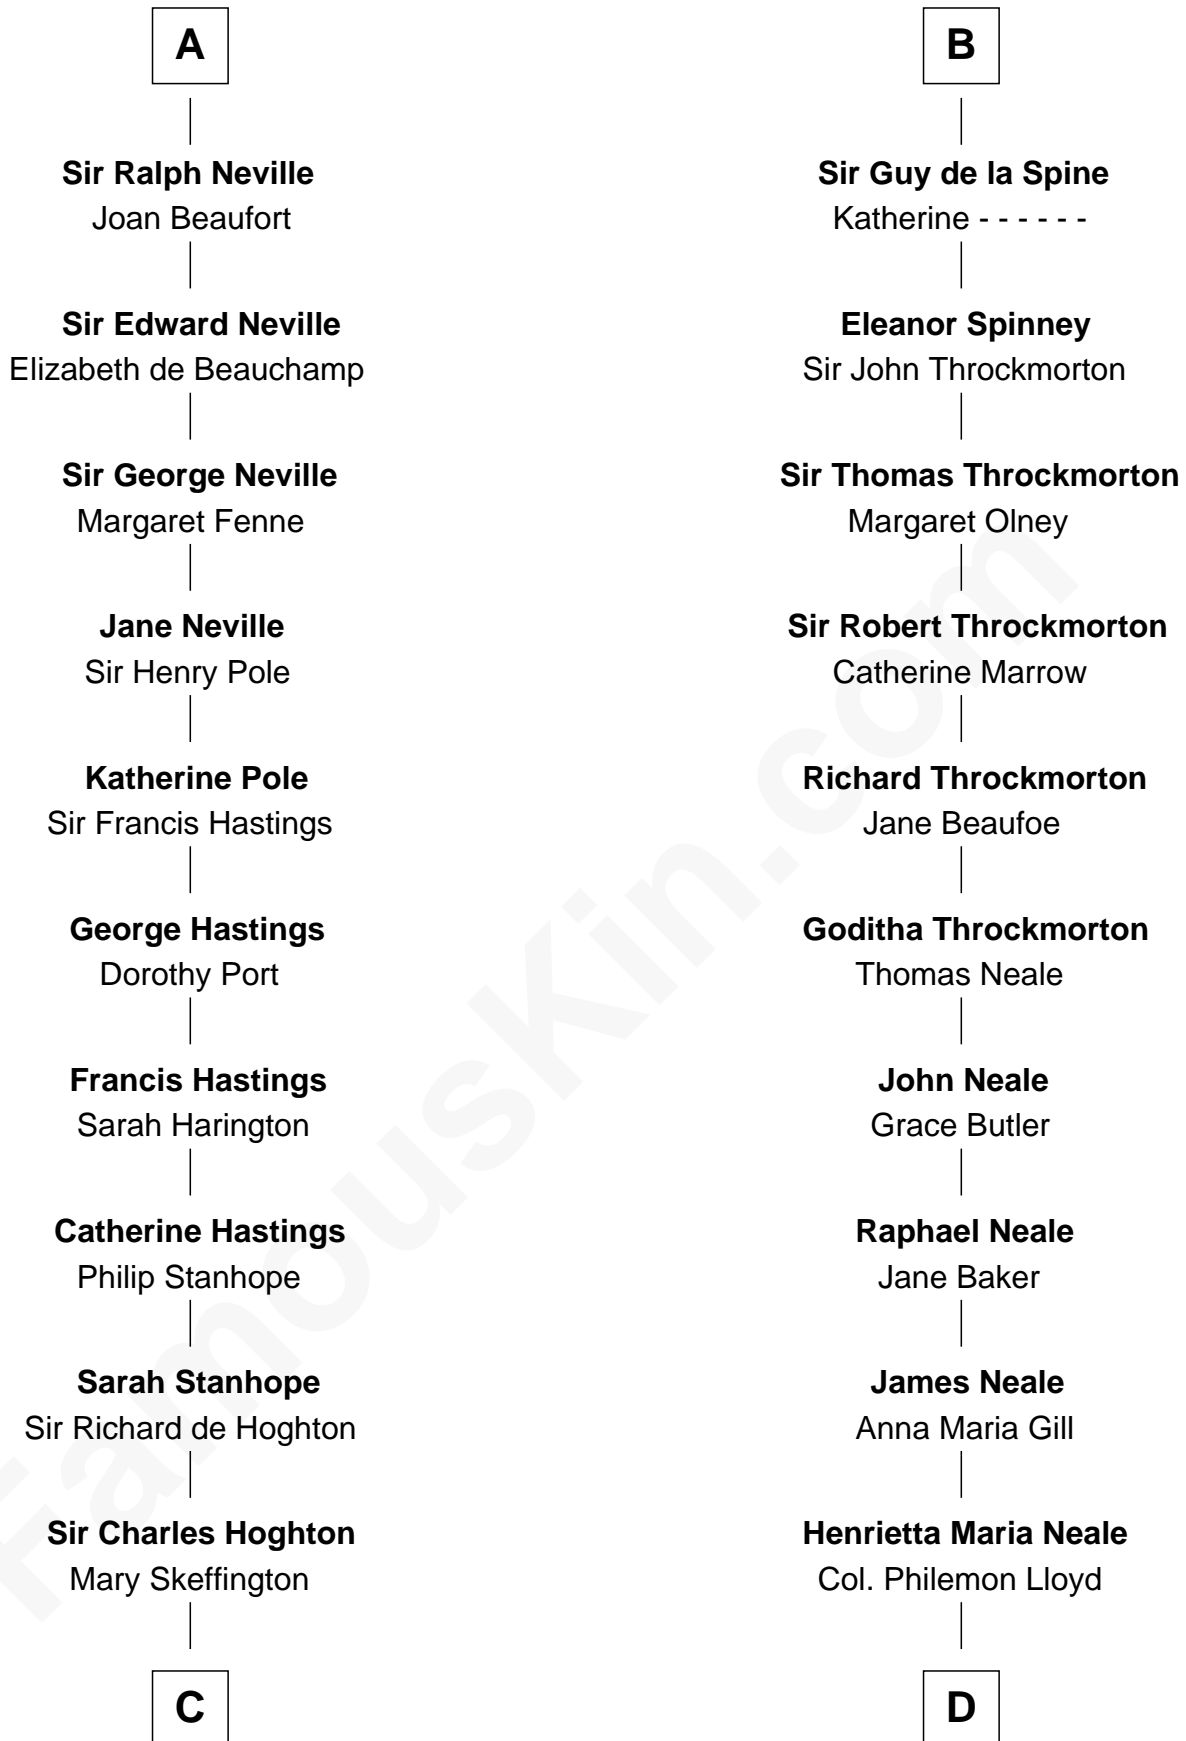 A
Sir Ralph Neville
Joan Beaufort
Sir Edward Neville
Elizabeth de Beauchamp
Sir George Neville
Margaret Fenne
Jane Neville
Sir Henry Pole
Katherine Pole
Sir Francis Hastings
George Hastings
Dorothy Port
Francis Hastings
Sarah Harington
Catherine Hastings
Philip Stanhope
Sarah Stanhope
Sir Richard de Hoghton
Sir Charles Hoghton
Mary Skeffington
C
B
Sir Guy de la Spine
Katherine - - - - - -
Eleanor Spinney
Sir John Throckmorton
Sir Thomas Throckmorton
Margaret Olney
Sir Robert Throckmorton
Catherine Marrow
Richard Throckmorton
Jane Beaufoe
Goditha Throckmorton
Thomas Neale
John Neale
Grace Butler
Raphael Neale
Jane Baker
James Neale
Anna Maria Gill
Henrietta Maria Neale
Col. Philemon Lloyd
D
FamousKin.com